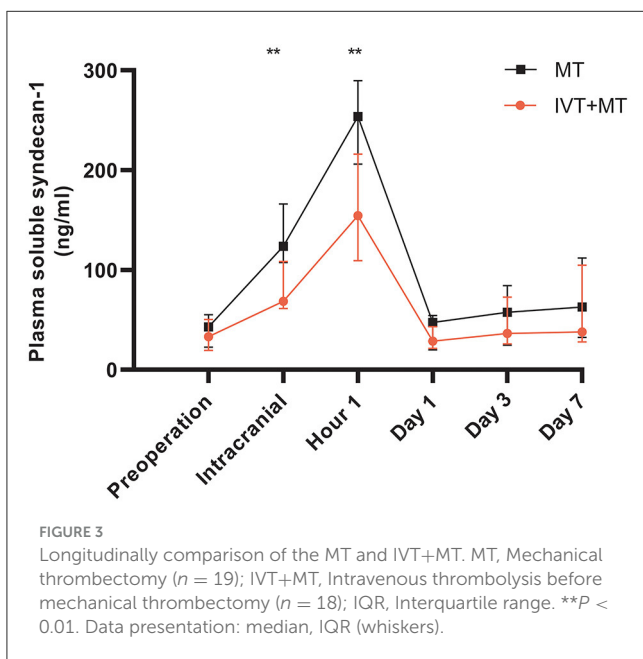 ** **
MT
IVT+MT
300
200
100
0
Plasma soluble syndecan-1
(ng/ml)
Preoperation
Intracranial
Hour 1
Day 1
Day 3
Day 7
FIGURE 3
Longitudinally comparison of the MT and IVT+MT. MT, Mechanical
thrombectomy (n = 19); IVT+MT, Intravenous thrombolysis before
mechanical thrombectomy (n = 18); IQR, Interquartile range. **P <
0.01. Data presentation: median, IQR (whiskers).